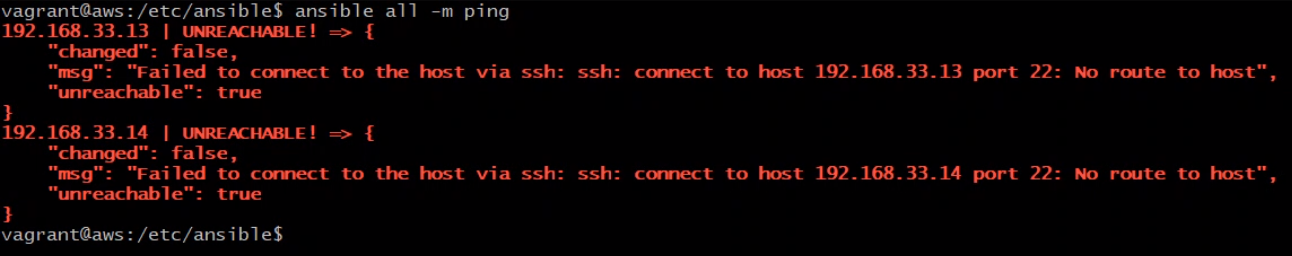 vagrant@aws:/etc/ansible$ ansible all -m ping
192.168.33.13 | UNREACHABLE! => {
    "changed": false,
    "msg": "Failed to connect to the host via ssh: ssh: connect to host 192.168.33.13 port 22: No route to host",
    "unreachable": true
}
192.168.33.14 | UNREACHABLE! => {
    "changed": false,
    "msg": "Failed to connect to the host via ssh: ssh: connect to host 192.168.33.14 port 22: No route to host",
    "unreachable": true
}
vagrant@aws:/etc/ansible$